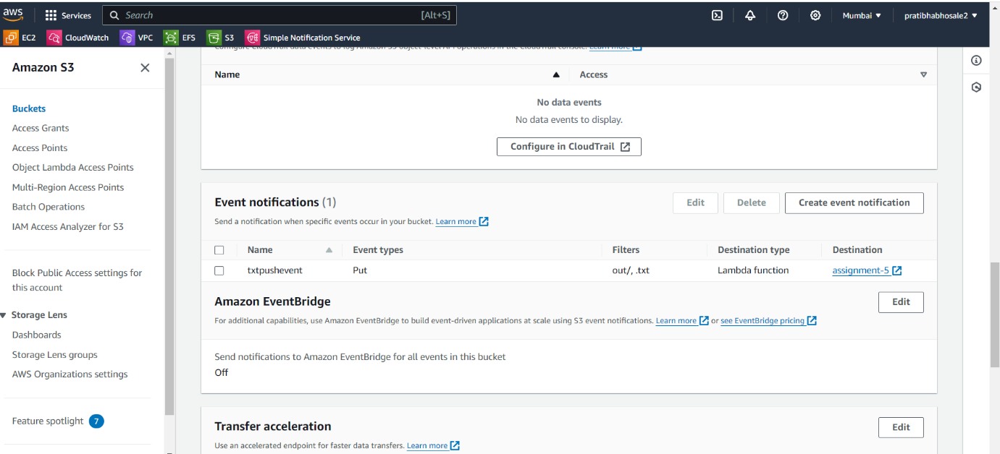 aws Services Search [Alt+S] Mumbai pratibhabhosale2
EC2 CloudWatch VPC EFS S3 Simple Notification Service
Amazon S3
Buckets
Access Grants
Access Points
Object Lambda Access Points
Multi-Region Access Points
Batch Operations
IAM Access Analyzer for S3
Block Public Access settings for
this account
Storage Lens
Dashboards
Storage Lens groups
AWS Organizations settings
Feature spotlight 7
Configure CloudTrail data events to log Amazon S3 object-level API operations in the CloudTrail console. Learn more
Name Access
No data events
No data events to display.
Configure in CloudTrail
Event notifications (1) Edit Delete Create event notification
Send a notification when specific events occur in your bucket. Learn more
Name Event types Filters Destination type Destination
txtpushevent Put out/, .txt Lambda function assignment-5
Amazon EventBridge Edit
For additional capabilities, use Amazon EventBridge to build event-driven applications at scale using S3 event notifications. Learn more or see EventBridge pricing
Send notifications to Amazon EventBridge for all events in this bucket
Off
Transfer acceleration Edit
Use an accelerated endpoint for faster data transfers. Learn more